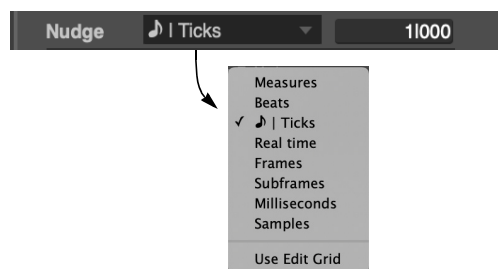 Nudge ♪ | Ticks 1|000
Measures
Beats
✓ ♪ | Ticks
Real time
Frames
Subframes
Milliseconds
Samples
Use Edit Grid